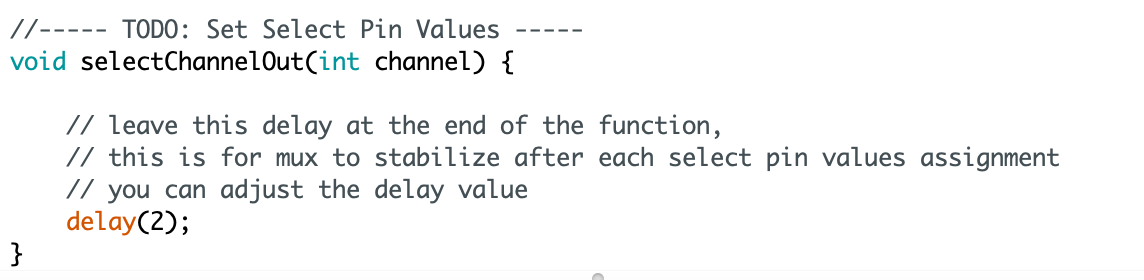 //----- TODO: Set Select Pin Values -----
void selectChannelOut(int channel) {
// leave this delay at the end of the function,
// this is for mux to stabilize after each select pin values assignment
// you can adjust the delay value
delay(2);
}